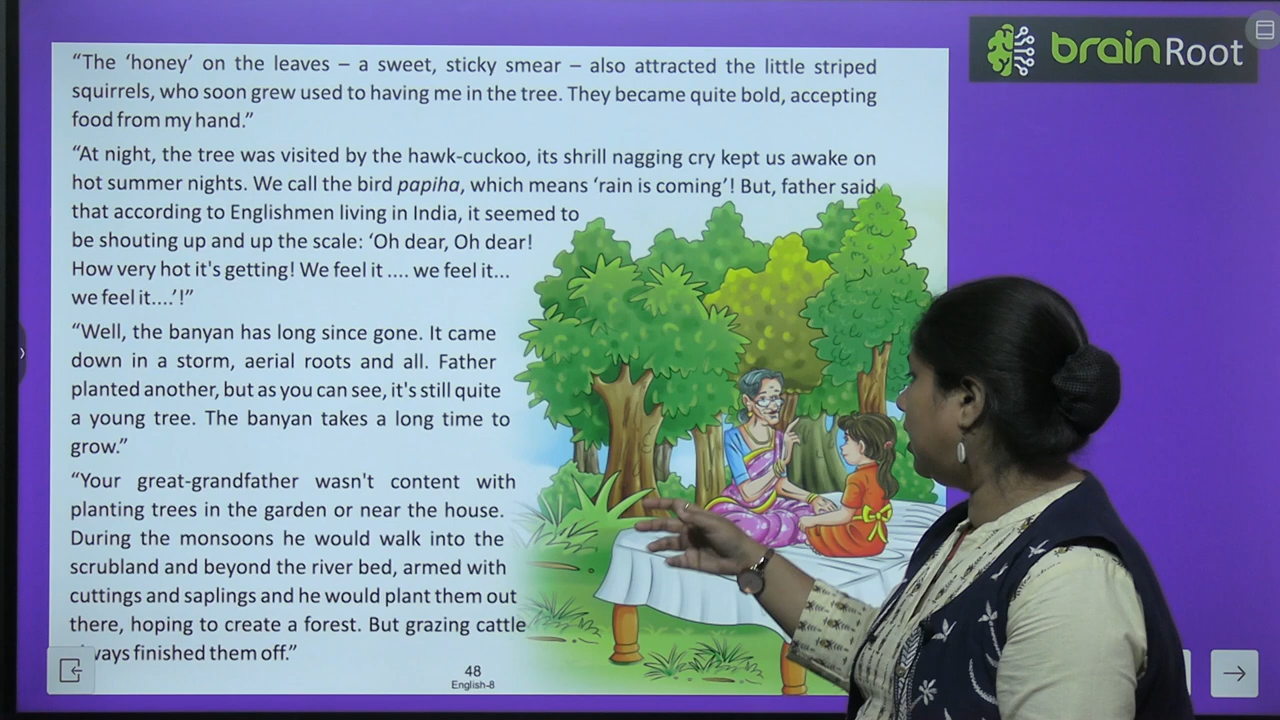 brainRoot
“The ‘honey’ on the leaves – a sweet, sticky smear – also attracted the little striped
squirrels, who soon grew used to having me in the tree. They became quite bold, accepting
food from my hand.”
“At night, the tree was visited by the hawk-cuckoo, its shrill nagging cry kept us awake on
hot summer nights. We call the bird papiha, which means ‘rain is coming’! But, father said
that according to Englishmen living in India, it seemed to
be shouting up and up the scale: ‘Oh dear, Oh dear!
How very hot it's getting! We feel it .... we feel it...
we feel it....’!”
“Well, the banyan has long since gone. It came
down in a storm, aerial roots and all. Father
planted another, but as you can see, it's still quite
a young tree. The banyan takes a long time to
grow.”
“Your great-grandfather wasn't content with
planting trees in the garden or near the house.
During the monsoons he would walk into the
scrubland and beyond the river bed, armed with
cuttings and saplings and he would plant them out
there, hoping to create a forest. But grazing cattle
finished them off.”
48
English-8